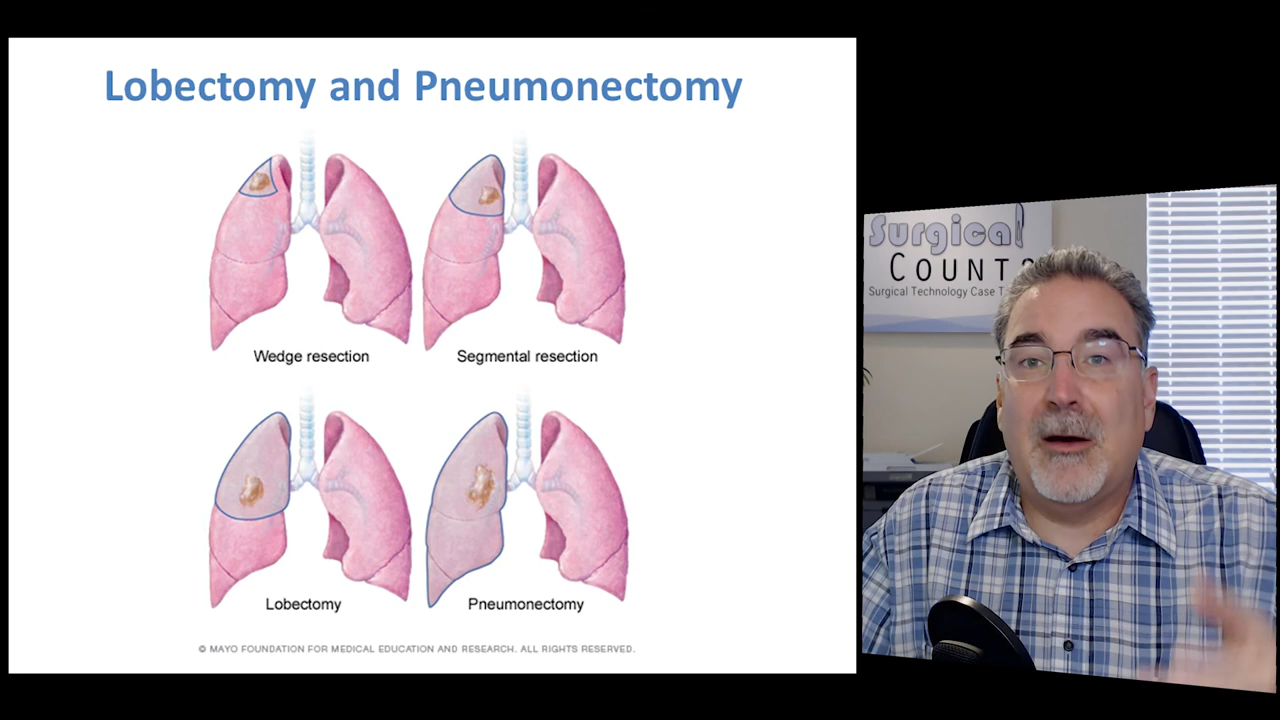 Lobectomy and Pneumonectomy
Wedge resection
Segmental resection
Lobectomy
Pneumonectomy
© MAYO FOUNDATION FOR MEDICAL EDUCATION AND RESEARCH. ALL RIGHTS RESERVED.
Surgical
COUNTS
Surgical Technology Case T